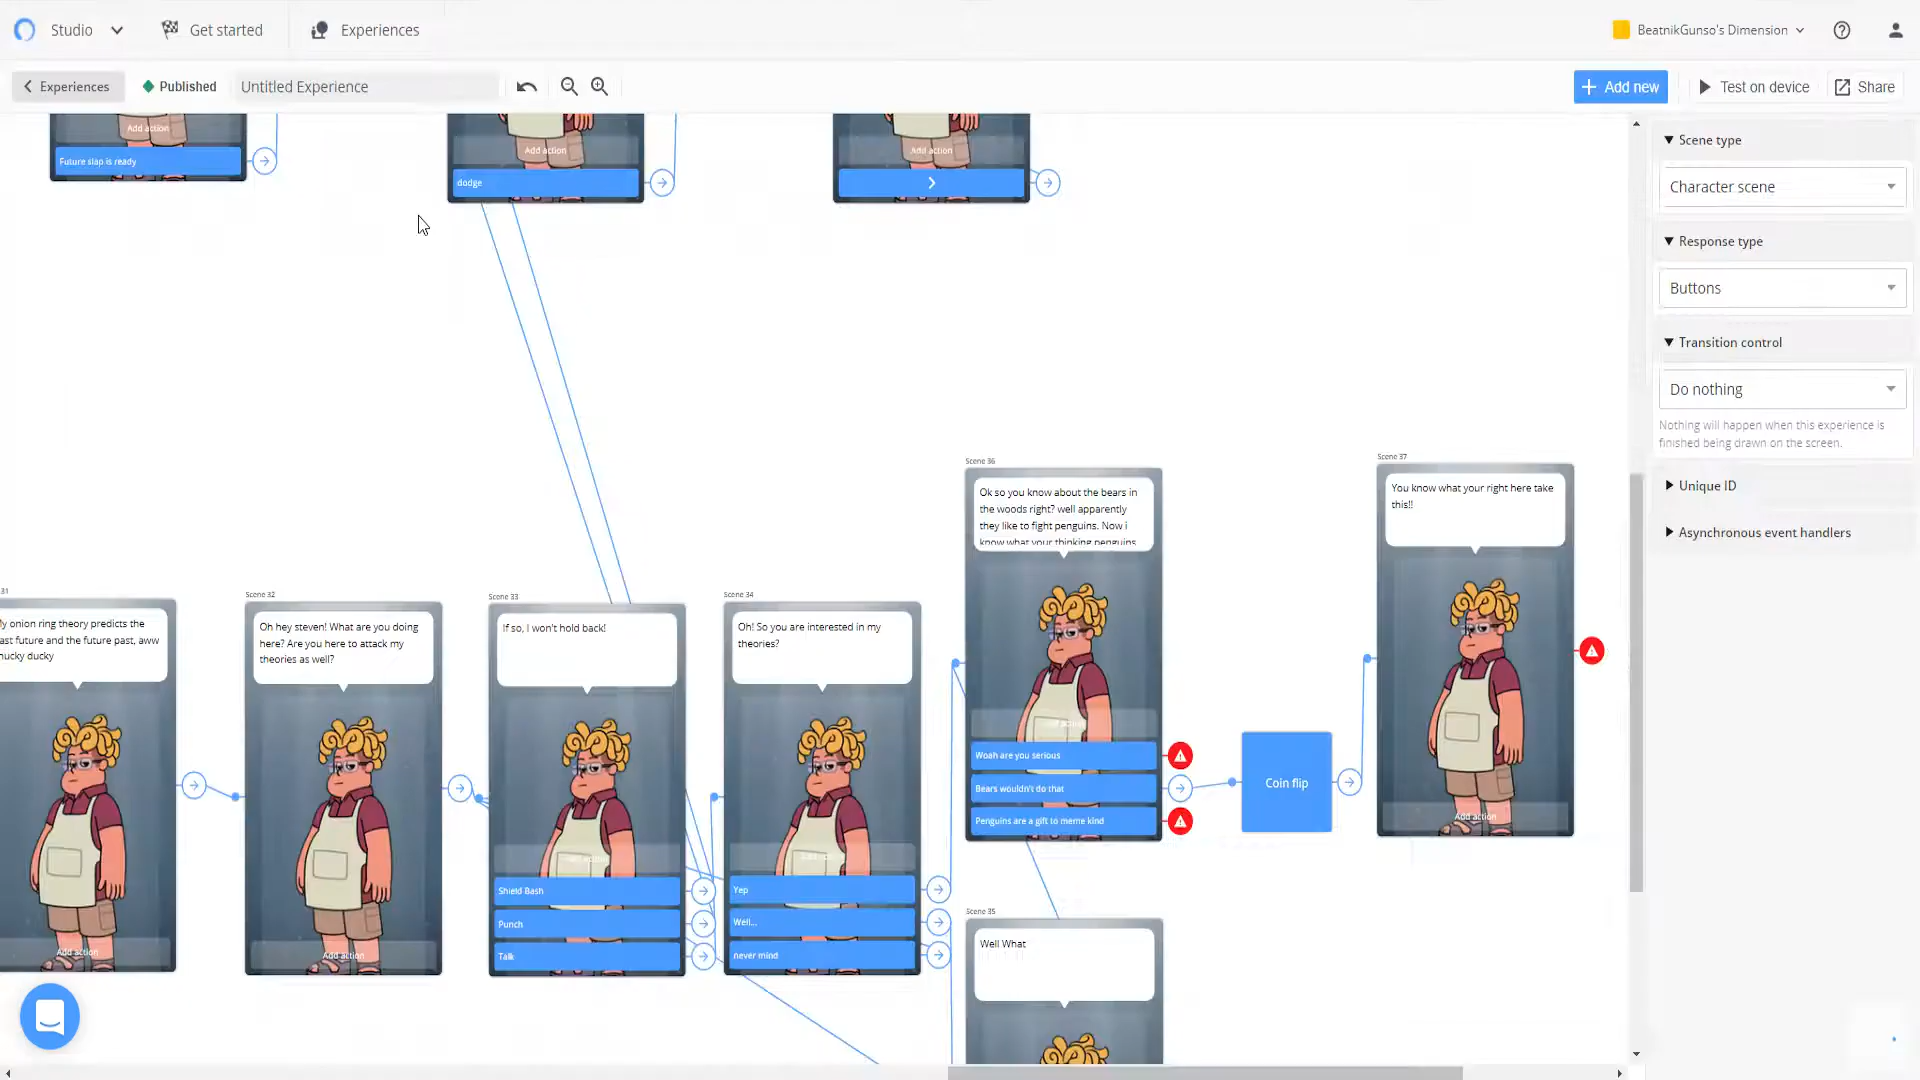 Studio
Get started
Experiences
BeatnikGunso's Dimension
Experiences
Published
Untitled Experience
Add new
Test on device
Share
Add action
Future slap is ready
Add action
dodge
Add action
Scene type
Character scene
Response type
Buttons
Transition control
Do nothing
Nothing will happen when this experience is
finished being drawn on the screen.
Unique ID
Asynchronous event handlers
31
onion ring theory predicts the
future and the future past, aww
ducky
Add action
Scene 32
Oh hey steven! What are you doing
here? Are you here to attack my
theories as well?
Add action
Scene 33
If so, I won't hold back!
Shield Bash
Punch
Talk
Scene 34
Oh! So you are interested in my
theories?
Yep
Well...
never mind
Scene 36
Ok so you know about the bears in
the woods right? well apparently
they like to fight penguins. Now i
know what your thinking penguins
Woah are you serious
Bears wouldn't do that
Penguins are a gift to meme kind
Coin flip
Scene 37
You know what your right here take
this!!
Add action
Scene 35
Well What